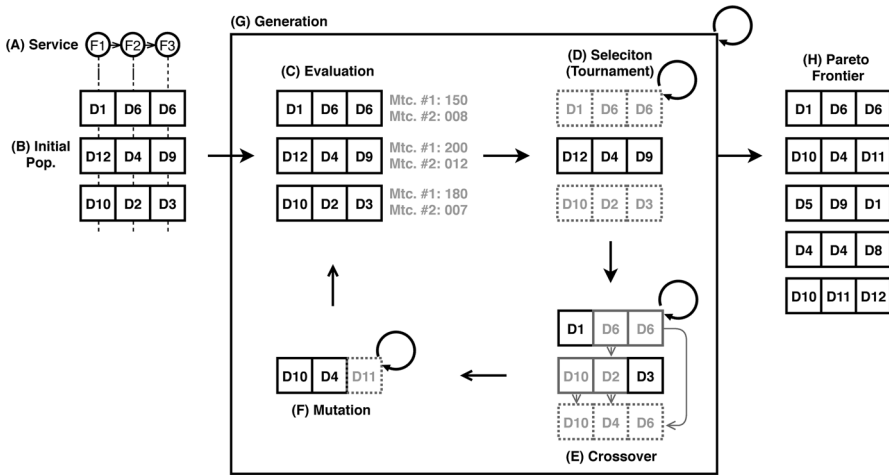 (G) Generation
(A) Service
F1 F2 F3
(D) Seleciton
(Tournament)
(C) Evaluation
(H) Pareto
Frontier
D1 D6 D6
D1 D6 D6
Mtc. #1: 150
Mtc. #2: 008
D1 D6 D6
D1 D6 D6
(B) Initial
Pop.
D12 D4 D9
D12 D4 D9
Mtc. #1: 200
Mtc. #2: 012
D12 D4 D9
D10 D4 D11
D10 D2 D3
D10 D2 D3
Mtc. #1: 180
Mtc. #2: 007
D10 D2 D3
D5 D9 D1
D4 D4 D8
D10 D11 D12
D1 D6 D6
D10 D2 D3
D10 D4 D6
(E) Crossover
D10 D4 D11
(F) Mutation